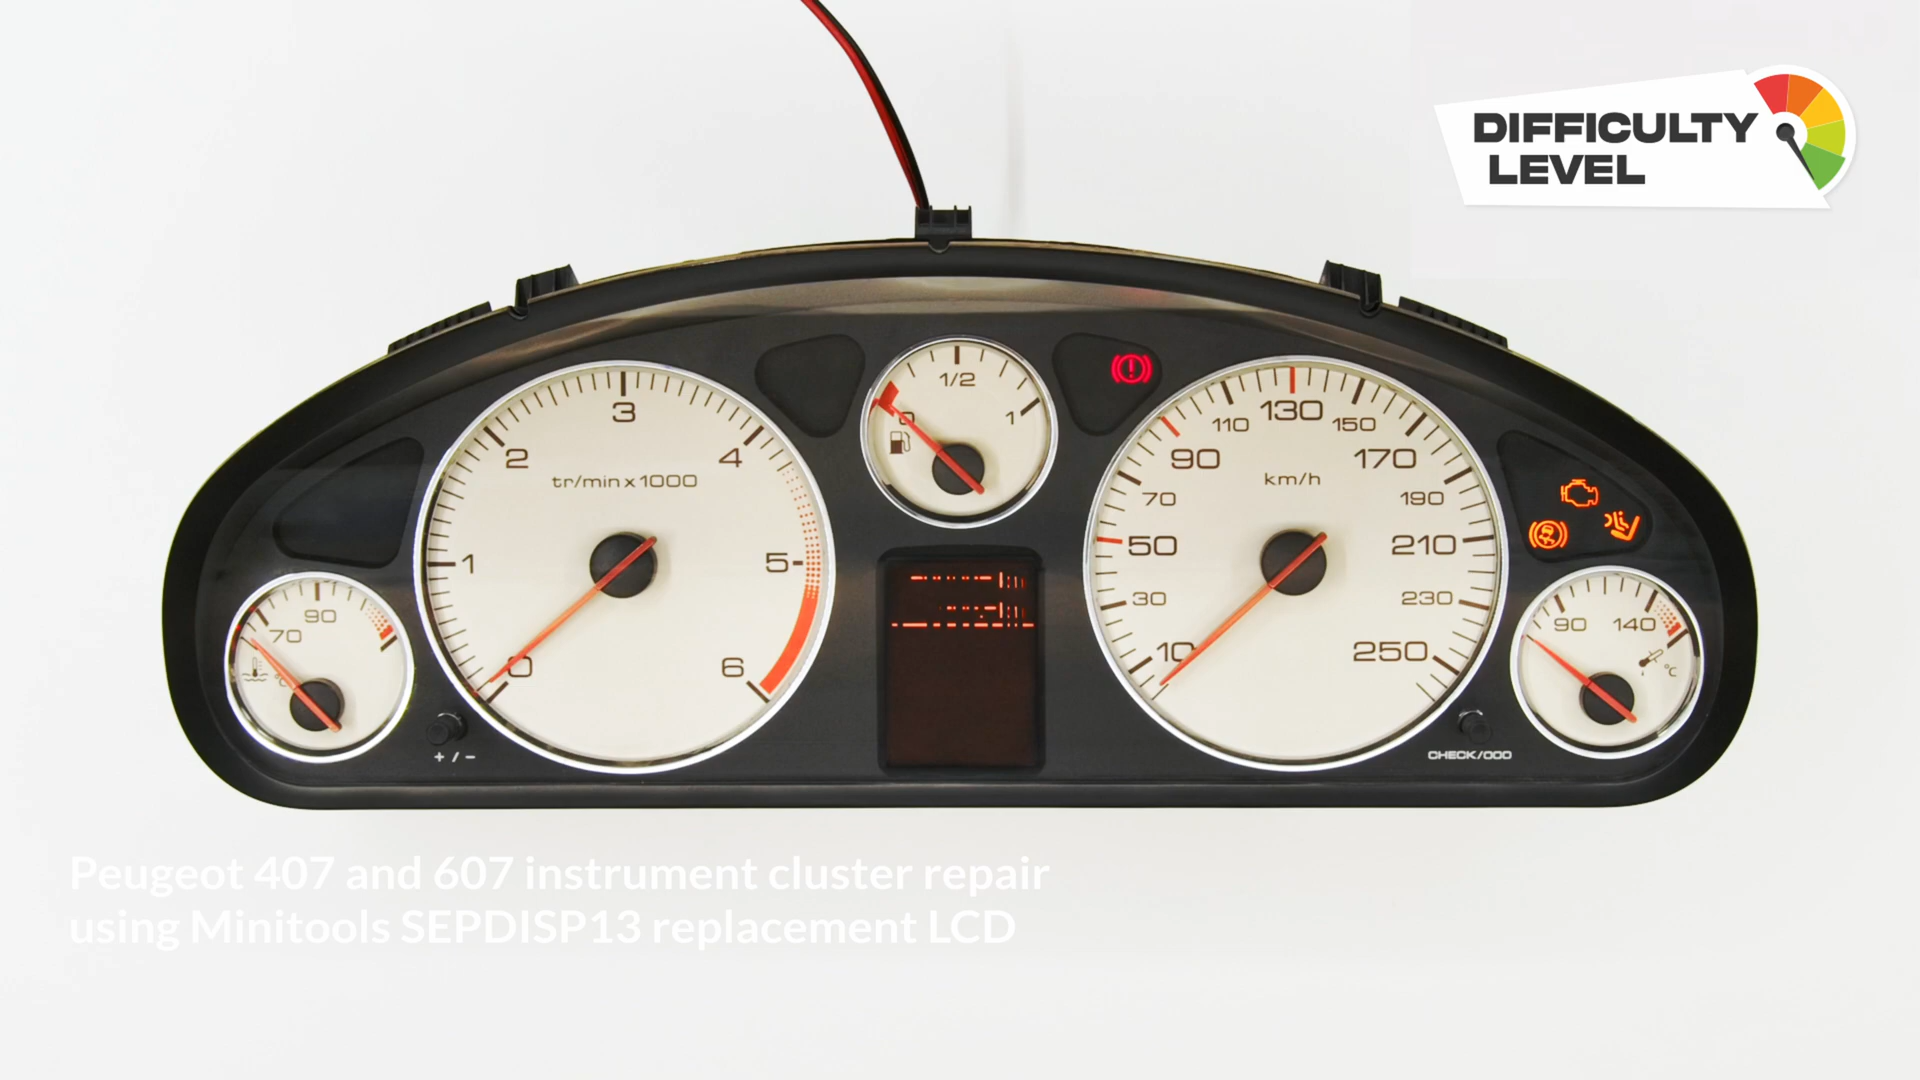 DIFFICULTY
LEVEL
3
2
4
tr/min x 1000
1
5
0
6
1/2
0
1
130
110
150
90
170
km/h
70
190
50
210
30
230
10
250
90
70
°C
90
140
°C
+ / -
CHECK/000
Peugeot 407 and 607 instrument cluster repair
using Minitools SEPDISP13 replacement LCD